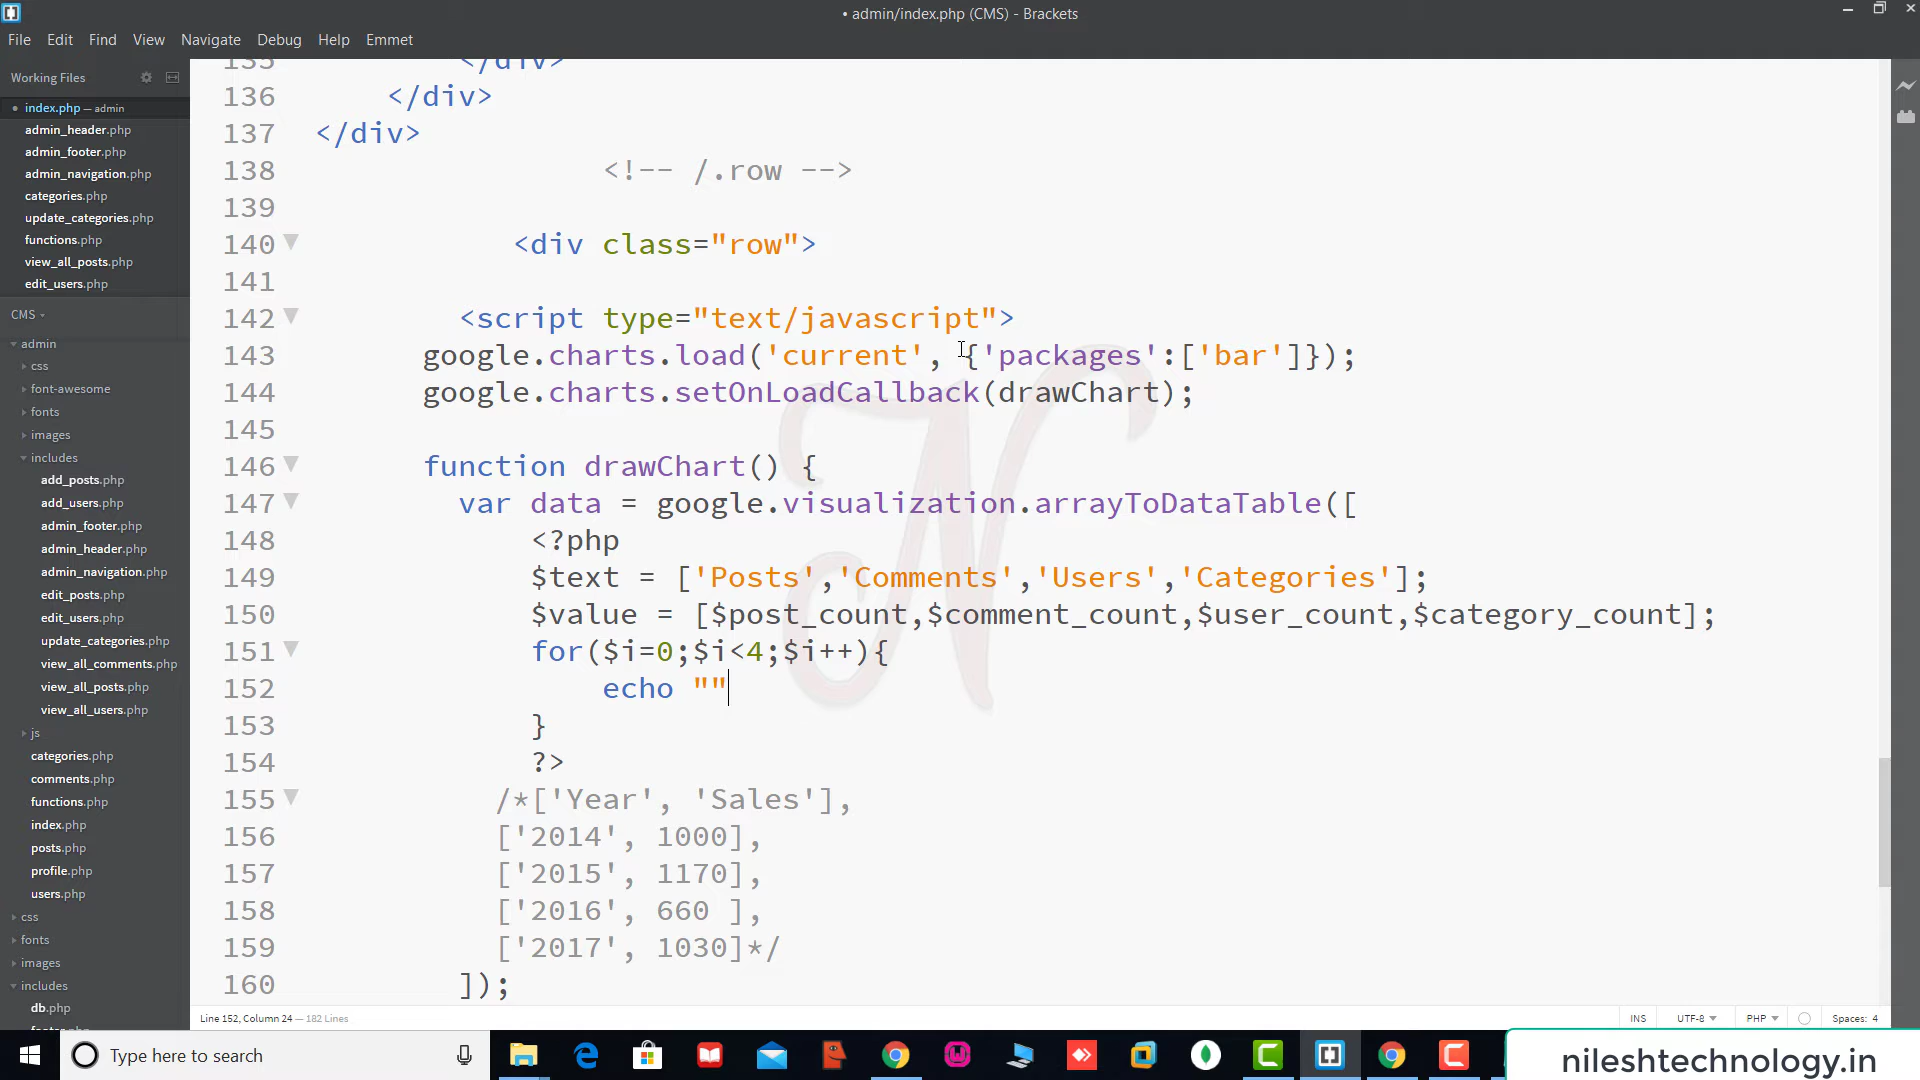 • admin/index.php (CMS) - Brackets
File Edit Find View Navigate Debug Help Emmet
Working Files
index.php — admin
admin_header.php
admin_footer.php
admin_navigation.php
categories.php
update_categories.php
functions.php
view_all_posts.php
edit_users.php
CMS
admin
css
font-awesome
fonts
images
includes
add_posts.php
add_users.php
admin_footer.php
admin_header.php
admin_navigation.php
edit_posts.php
edit_users.php
update_categories.php
view_all_comments.php
view_all_posts.php
view_all_users.php
js
categories.php
comments.php
functions.php
index.php
posts.php
profile.php
users.php
css
fonts
images
includes
db.php
135 </div>
136 </div>
137 </div>
138 <!-- /.row -->
139
140 <div class="row">
141
142 <script type="text/javascript">
143 google.charts.load('current', {'packages':['bar']});
144 google.charts.setOnLoadCallback(drawChart);
145
146 function drawChart() {
147 var data = google.visualization.arrayToDataTable([
148 <?php
149 $text = ['Posts','Comments','Users','Categories'];
150 $value = [$post_count,$comment_count,$user_count,$category_count];
151 for($i=0;$i<4;$i++){
152 echo ""
153 }
154 ?>
155 /*['Year', 'Sales'],
156 ['2014', 1000],
157 ['2015', 1170],
158 ['2016', 660 ],
159 ['2017', 1030]*/
160 ]);
N
Line 152, Column 24 — 182 Lines
INS UTF-8 PHP Spaces: 4
Type here to search
nileshtechnology.in